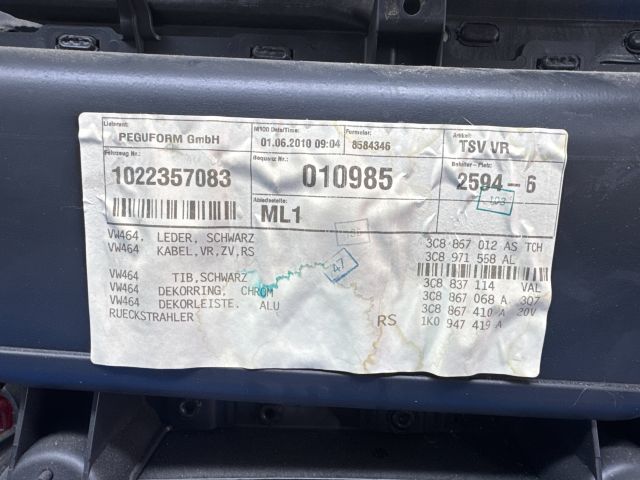 Lieferant: PEGUFORM GmbH
M100 Date/Time: 01.06.2010 09:04
Formular: 8584346
Artikel: TSV VR
Fahrzeug Nr.: 1022357083
Sequenz Nr.: 010985
Behälter - Platz: 2594 - 6
Abladestelle: ML1
103
VW464, LEDER, SCHWARZ 3C8 867 012 AS TCH
VW464 KABEL,VR,ZV,RS 3C8 971 558 AL
47
VW464 TIB,SCHWARZ 3C8 837 114 VAL
VW464 DEKORRING, CHROM 3C8 867 068 A 3Q7
VW464 DEKORLEISTE. ALU 3C8 867 410 A 20V
RUECKSTRAHLER RS 1K0 947 419 A